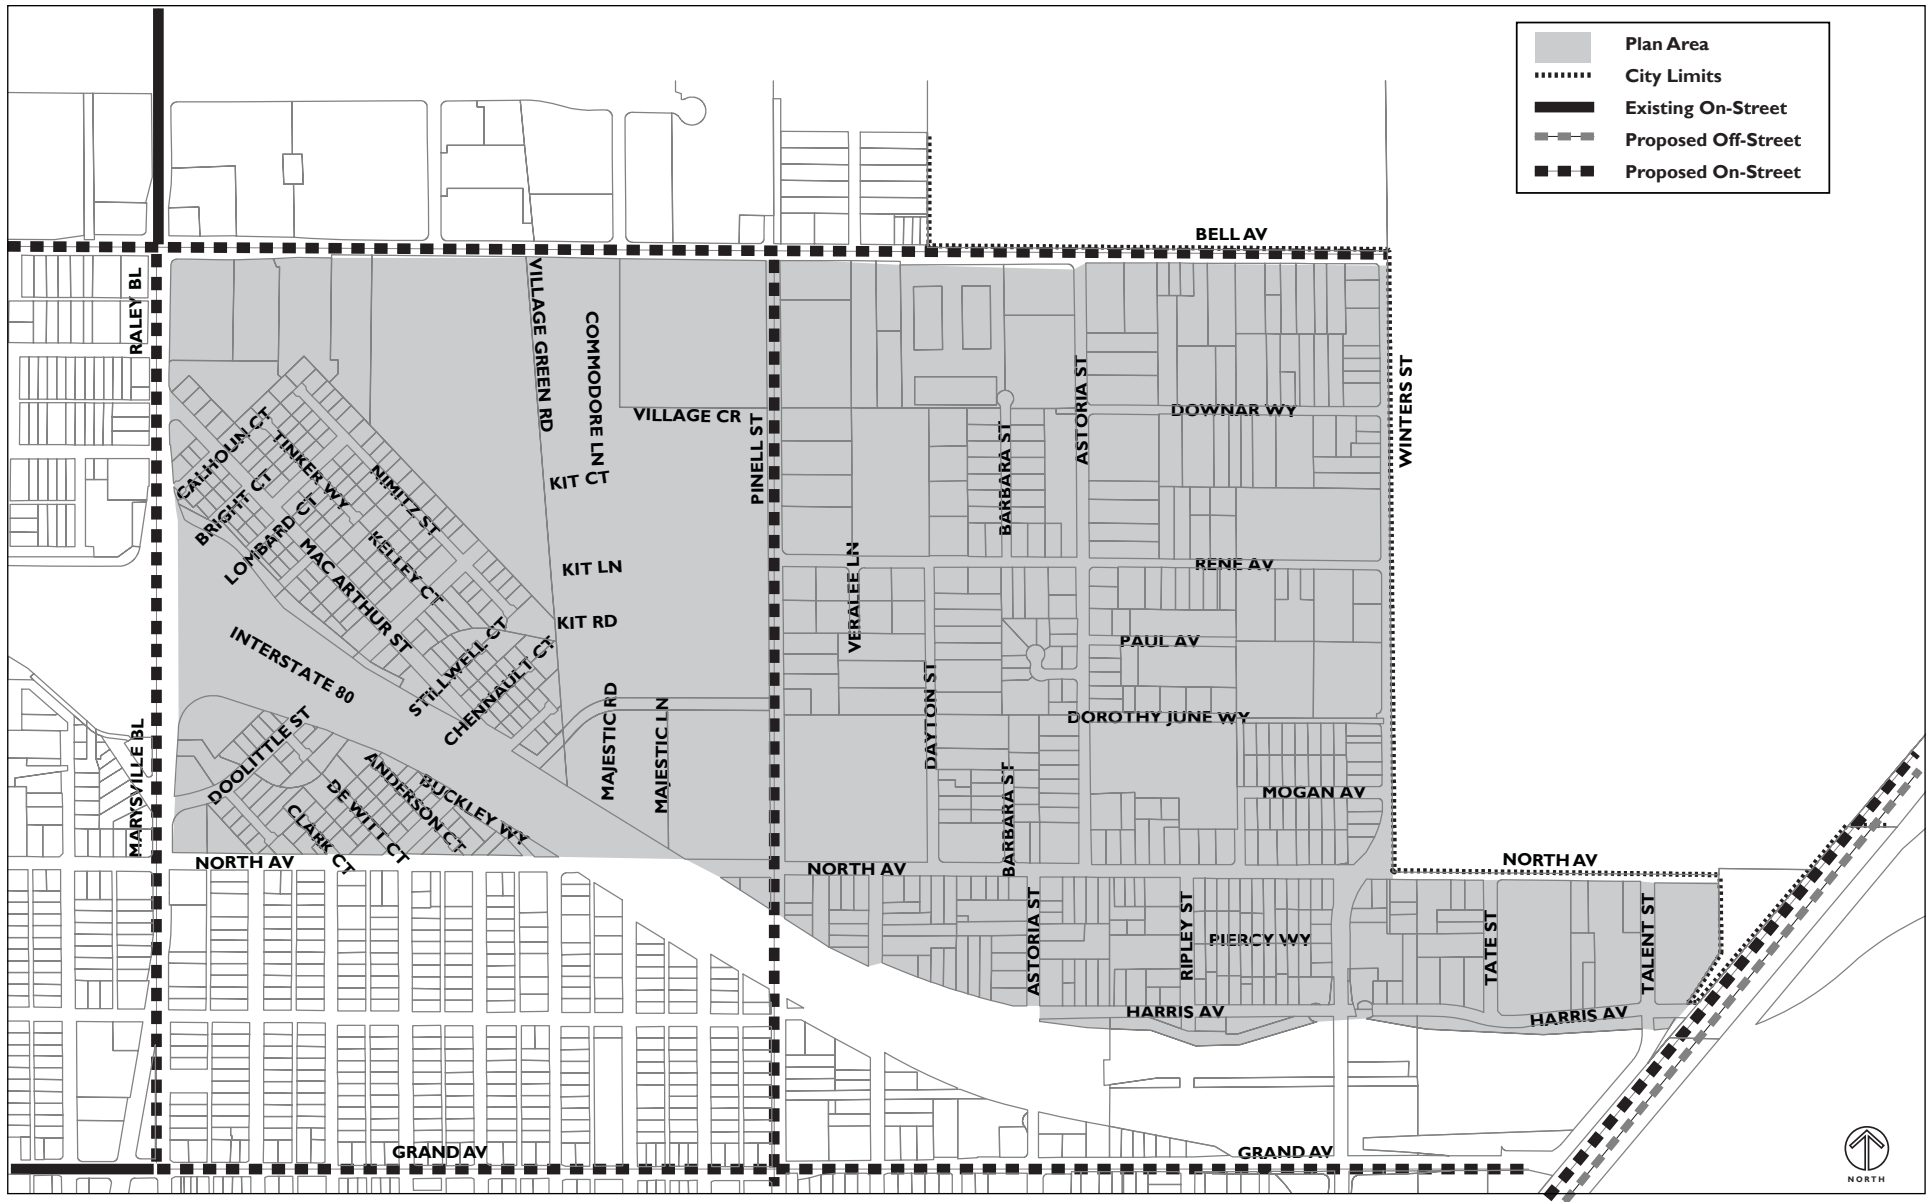 Plan Area
City Limits
Existing On-Street
Proposed Off-Street
Proposed On-Street
BELL AV
RALEY BL
VILLAGE GREEN RD
COMMODORE LN
VILLAGE CR
PINELL ST
ASTORIA ST
DOWNAR WY
WINTERS ST
CALHOUN CT
TINKER WY
NIMITZ ST
BRIGHT CT
LOMBARD CT
KIT CT
BARBARA ST
MAC ARTHUR ST
KELLEY CT
KIT LN
VERALEE LN
RENE AV
KIT RD
PAUL AV
INTERSTATE 80
STILLWELL CT
CHENNAULT CT
MAJESTIC RD
MAJESTIC LN
DAYTON ST
DOROTHY JUNE WY
MARYSVILLE BL
DOOLITTLE ST
DE WITT CT
ANDERSON CT
BUCKLEY WY
CLARK CT
BARBARA ST
MOGAN AV
NORTH AV
NORTH AV
NORTH AV
ASTORIA ST
RIPLEY ST
PIERCY WY
TATE ST
TALENT ST
HARRIS AV
HARRIS AV
GRAND AV
GRAND AV
NORTH